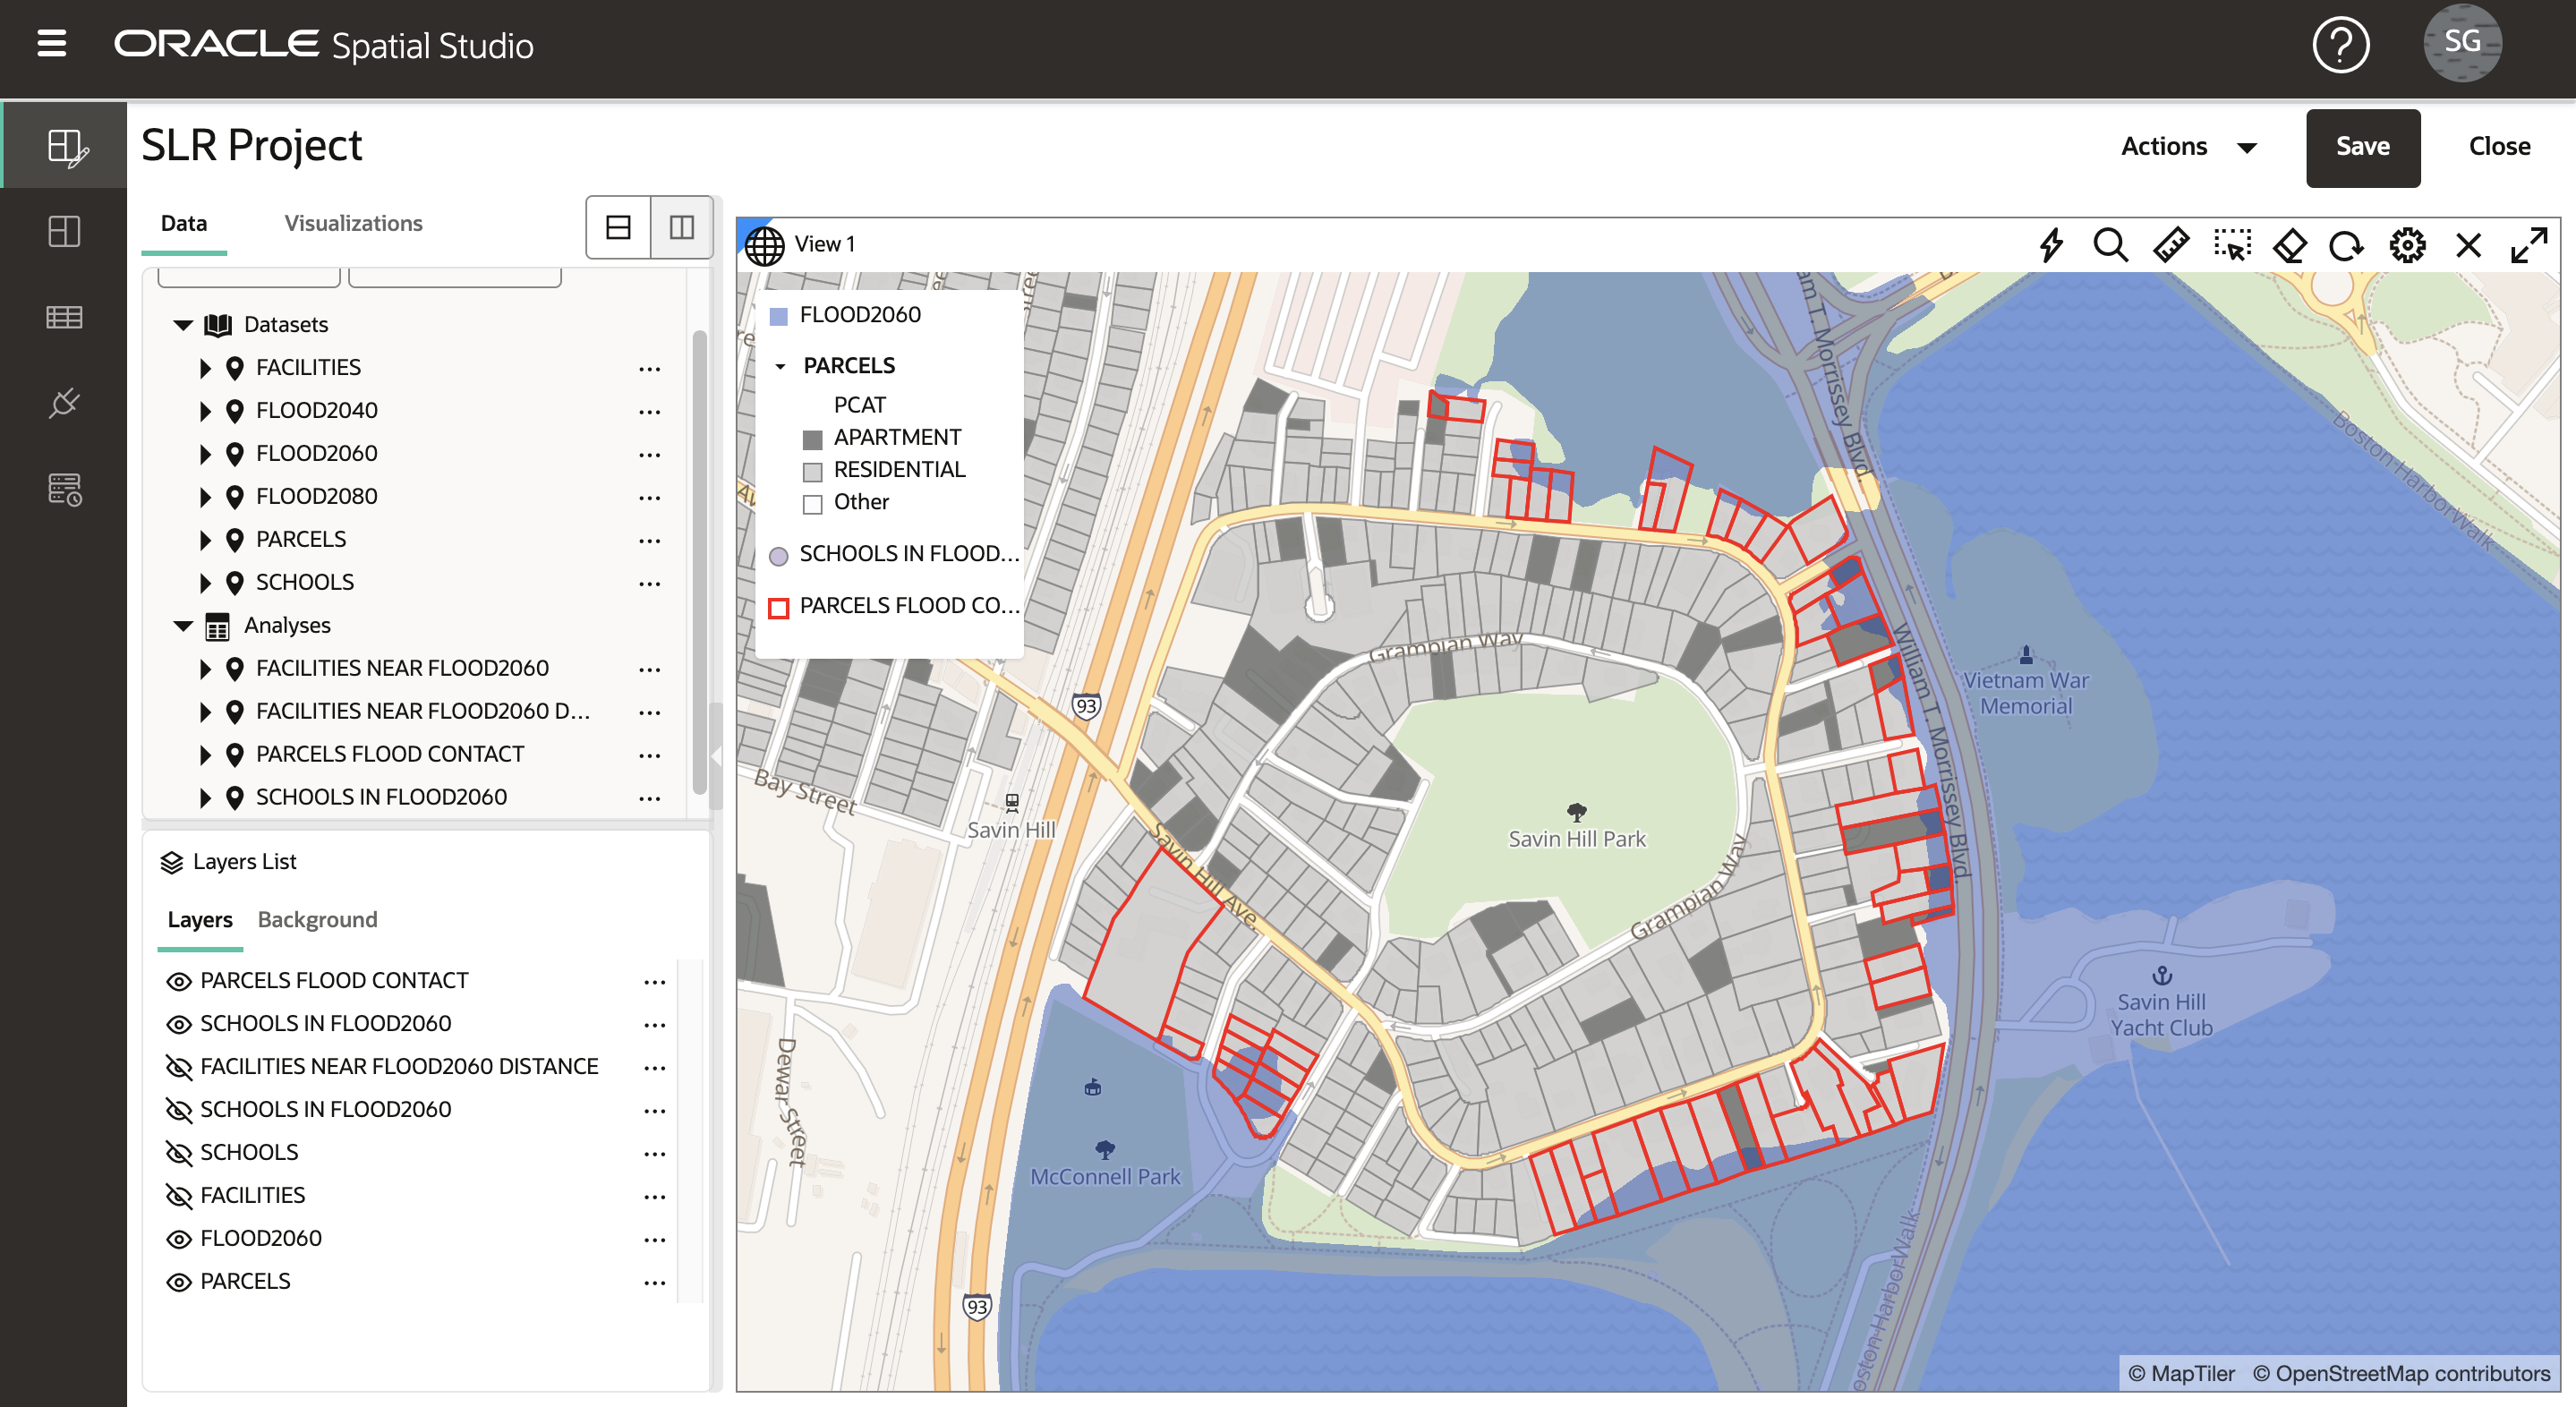 ORACLE Spatial Studio
SG
SLR Project
Actions
Save
Close
Data
Visualizations
Datasets
FACILITIES
FLOOD2040
FLOOD2060
FLOOD2080
PARCELS
SCHOOLS
Analyses
FACILITIES NEAR FLOOD2060
FACILITIES NEAR FLOOD2060 D...
PARCELS FLOOD CONTACT
SCHOOLS IN FLOOD2060
Layers List
Layers
Background
PARCELS FLOOD CONTACT
SCHOOLS IN FLOOD2060
FACILITIES NEAR FLOOD2060 DISTANCE
SCHOOLS IN FLOOD2060
SCHOOLS
FACILITIES
FLOOD2060
PARCELS
View 1
FLOOD2060
PARCELS
PCAT
APARTMENT
RESIDENTIAL
Other
SCHOOLS IN FLOOD...
PARCELS FLOOD CO...
am T. Morrissey Blvd.
Boston HarborWalk
Grampian Way
93
William T. Morrissey Blvd.
Vietnam War
Memorial
Bay Street
Savin Hill
Savin Hill Ave.
Savin Hill Park
Grampian Way
Savin Hill
Yacht Club
Dewar Street
McConnell Park
93
oston HarborWalk
© MapTiler © OpenStreetMap contributors